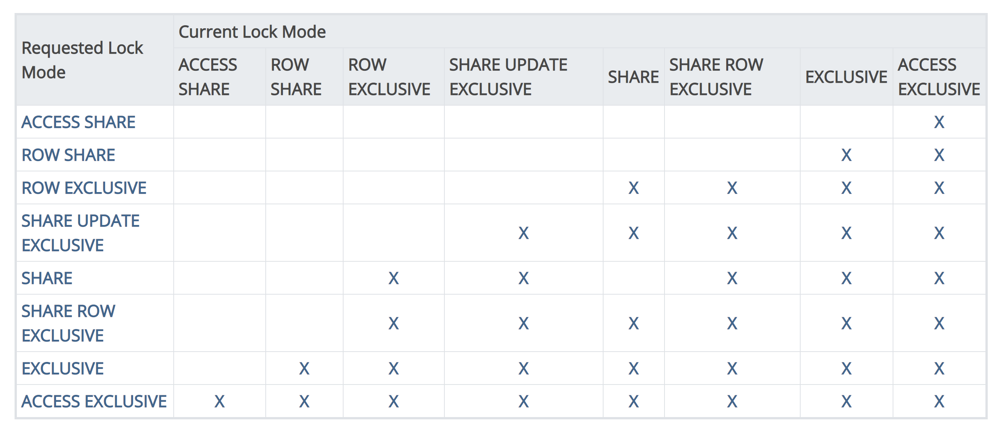 Requested Lock
Mode
Current Lock Mode
ACCESS
SHARE
ROW
SHARE
ROW
EXCLUSIVE
SHARE UPDATE
EXCLUSIVE
SHARE
SHARE ROW
EXCLUSIVE
EXCLUSIVE
ACCESS
EXCLUSIVE
ACCESS SHARE X
ROW SHARE X X
ROW EXCLUSIVE X X X X
SHARE UPDATE
EXCLUSIVE X X X X X
SHARE X X X X X
SHARE ROW
EXCLUSIVE X X X X X X
EXCLUSIVE X X X X X X X
ACCESS EXCLUSIVE X X X X X X X X